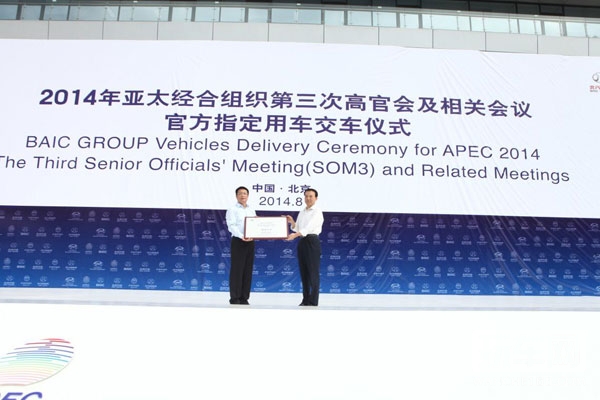 2014年亚太经合组织第三次高官会及相关会议
官方指定用车交车仪式
BAIC GROUP Vehicles Delivery Ceremony for APEC 2014
The Third Senior Officials' Meeting(SOM3) and Related Meetings
中国·北京
2014.8